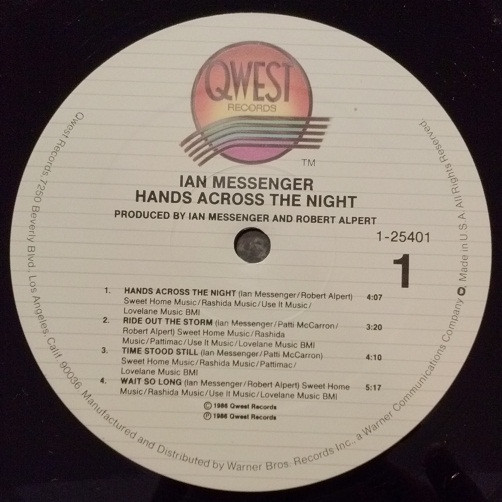 QWEST
RECORDS
TM
IAN MESSENGER
HANDS ACROSS THE NIGHT
PRODUCED BY IAN MESSENGER AND ROBERT ALPERT
1-25401
1
1. HANDS ACROSS THE NIGHT (Ian Messenger/Robert Alpert) 4:07
Sweet Home Music/Rashida Music/Use It Music/
Lovelane Music BMI
2. RIDE OUT THE STORM (Ian Messenger/Patti McCarron/ 3:20
Robert Alpert) Sweet Home Music/Rashida
Music/Pattimac/Use It Music/Lovelane Music BMI
3. TIME STOOD STILL (Ian Messenger/Patti McCarron) 4:10
Sweet Home Music/Rashida Music/Pattimac/
Lovelane Music BMI
4. WAIT SO LONG (Ian Messenger/Robert Alpert) Sweet Home 5:17
Music/Rashida Music/Use It Music/Lovelane Music BMI
© 1986 Qwest Records
℗ 1986 Qwest Records
Qwest Records, 7250 Beverly Blvd, Los Angeles, Calif. 90036. Manufactured and Distributed by Warner Bros. Records Inc., a Warner Communications Company. Made in U.S.A. All Rights Reserved.